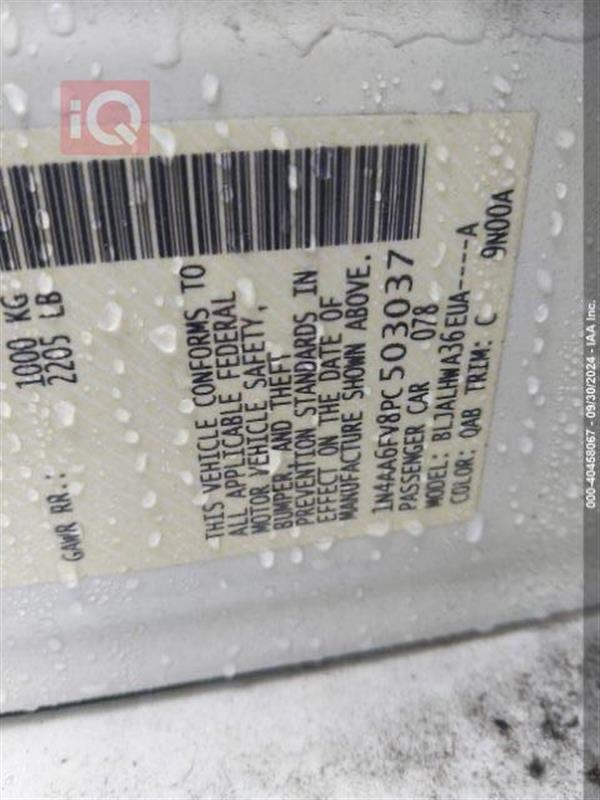 iQ
GAWR RR.: 1000 KG
2205 LB
THIS VEHICLE CONFORMS TO
ALL APPLICABLE FEDERAL
MOTOR VEHICLE SAFETY,
BUMPER, AND THEFT
PREVENTION STANDARDS IN
EFFECT ON THE DATE OF
MANUFACTURE SHOWN ABOVE.
1N4AA6FV8PC503037
PASSENGER CAR 078
MODEL: BLJALHWA36EUA----A
COLOR: QAB TRIM: C 9N00A
000-40458067 - 09/30/2024 - IAA Inc.